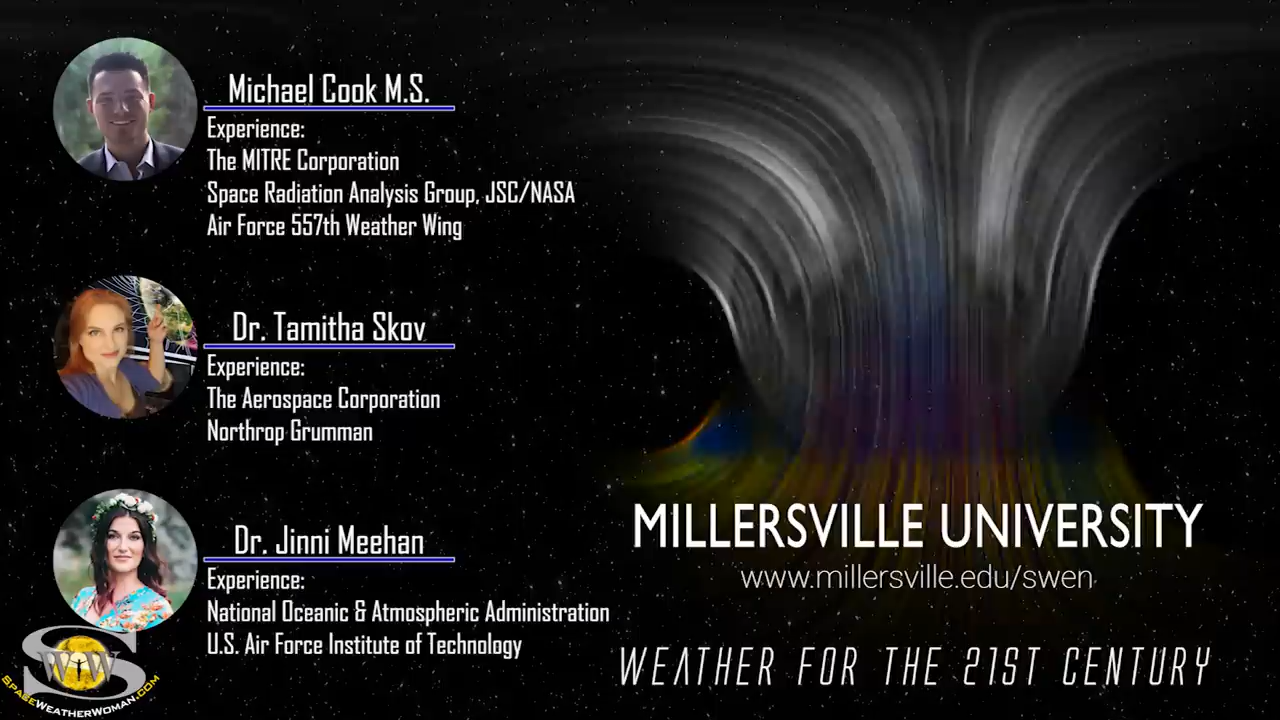 Michael Cook M.S.
Experience:
The MITRE Corporation
Space Radiation Analysis Group, JSC/NASA
Air Force 557th Weather Wing
Dr. Tamitha Skov
Experience:
The Aerospace Corporation
Northrop Grumman
Dr. Jinni Meehan
Experience:
National Oceanic & Atmospheric Administration
U.S. Air Force Institute of Technology
S
WW
SPACEWEATHERWOMAN.COM
MILLERSVILLE UNIVERSITY
www.millersville.edu/swen
WEATHER FOR THE 21ST CENTURY